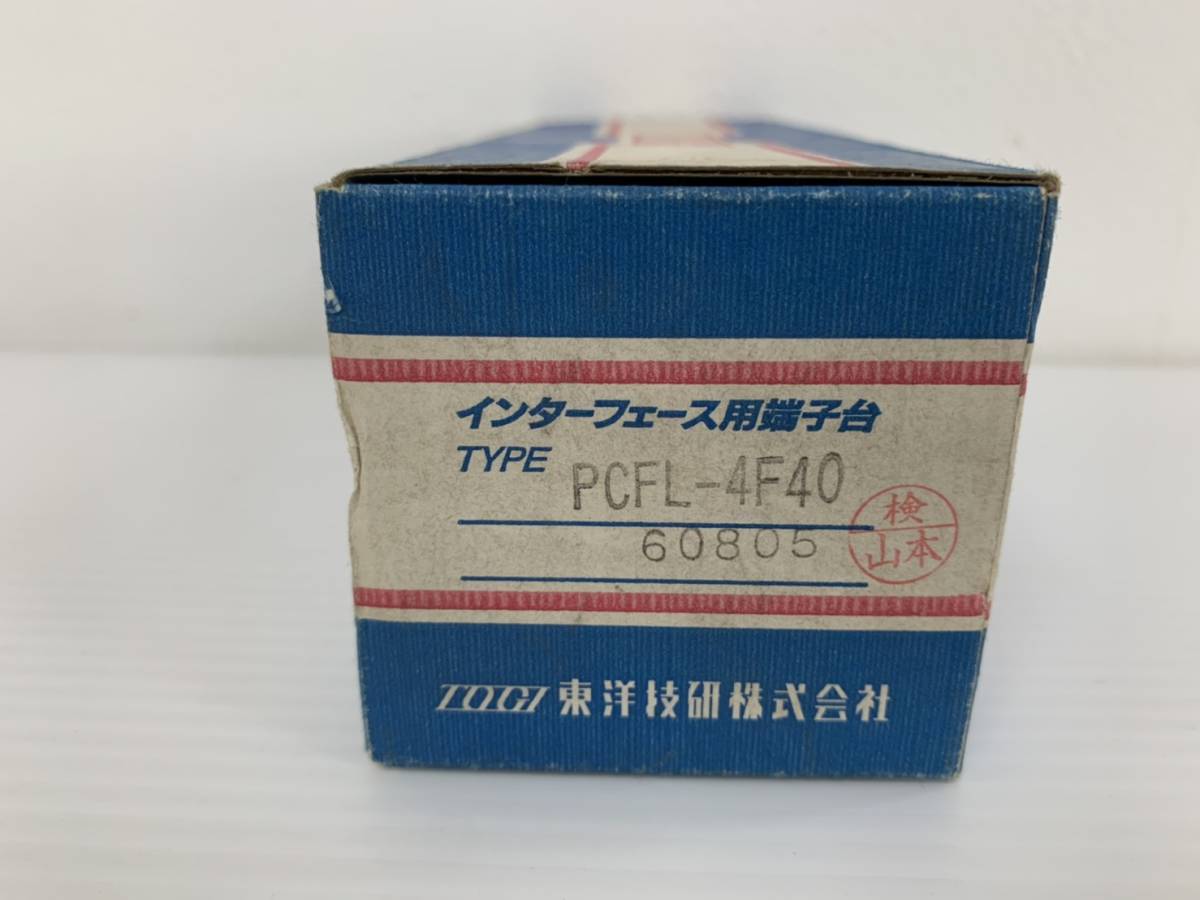 インターフェース用端子台
TYPE PCFL-4F40
60805
検
山本
TOGI 東洋技研株式会社